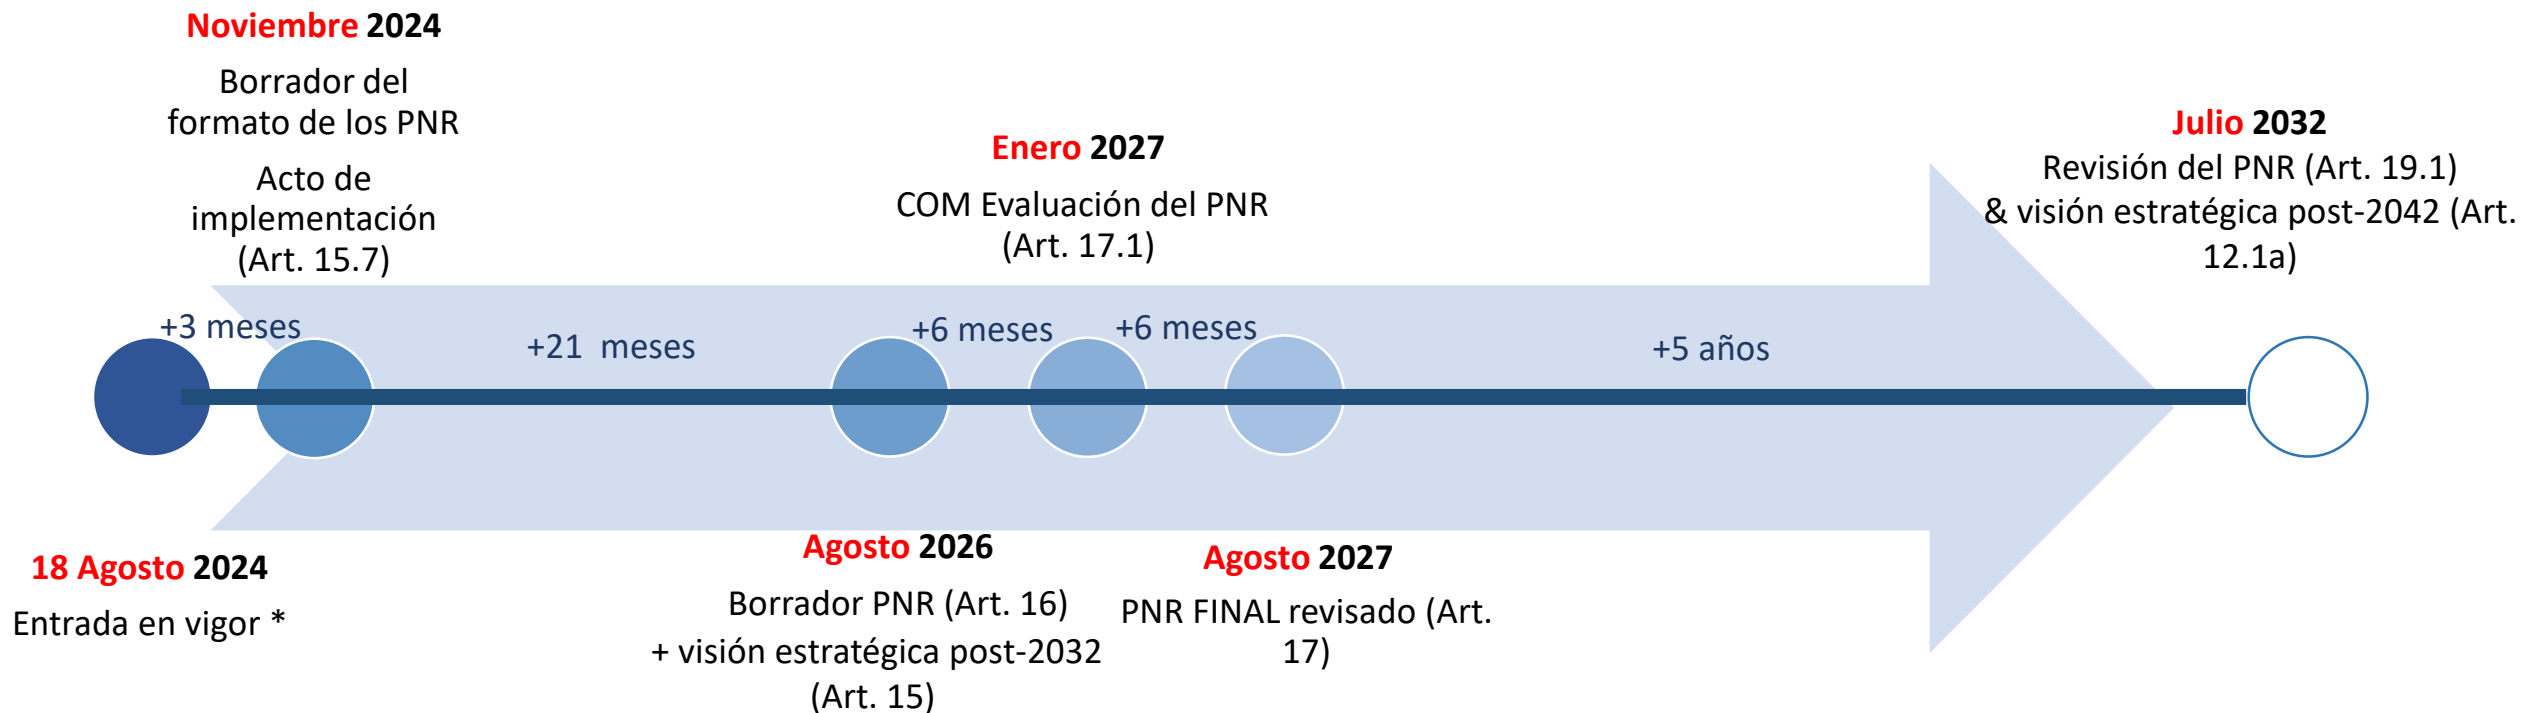 Noviembre 2024
Borrador del
formato de los PNR
Acto de
implementación
(Art. 15.7)
Enero 2027
COM Evaluación del PNR
(Art. 17.1)
Julio 2032
Revisión del PNR (Art. 19.1)
& visión estratégica post-2042 (Art.
12.1a)
+3 meses
+21 meses
+6 meses
+6 meses
+5 años
18 Agosto 2024
Entrada en vigor *
Agosto 2026
Borrador PNR (Art. 16)
+ visión estratégica post-2032
(Art. 15)
Agosto 2027
PNR FINAL revisado (Art.
17)